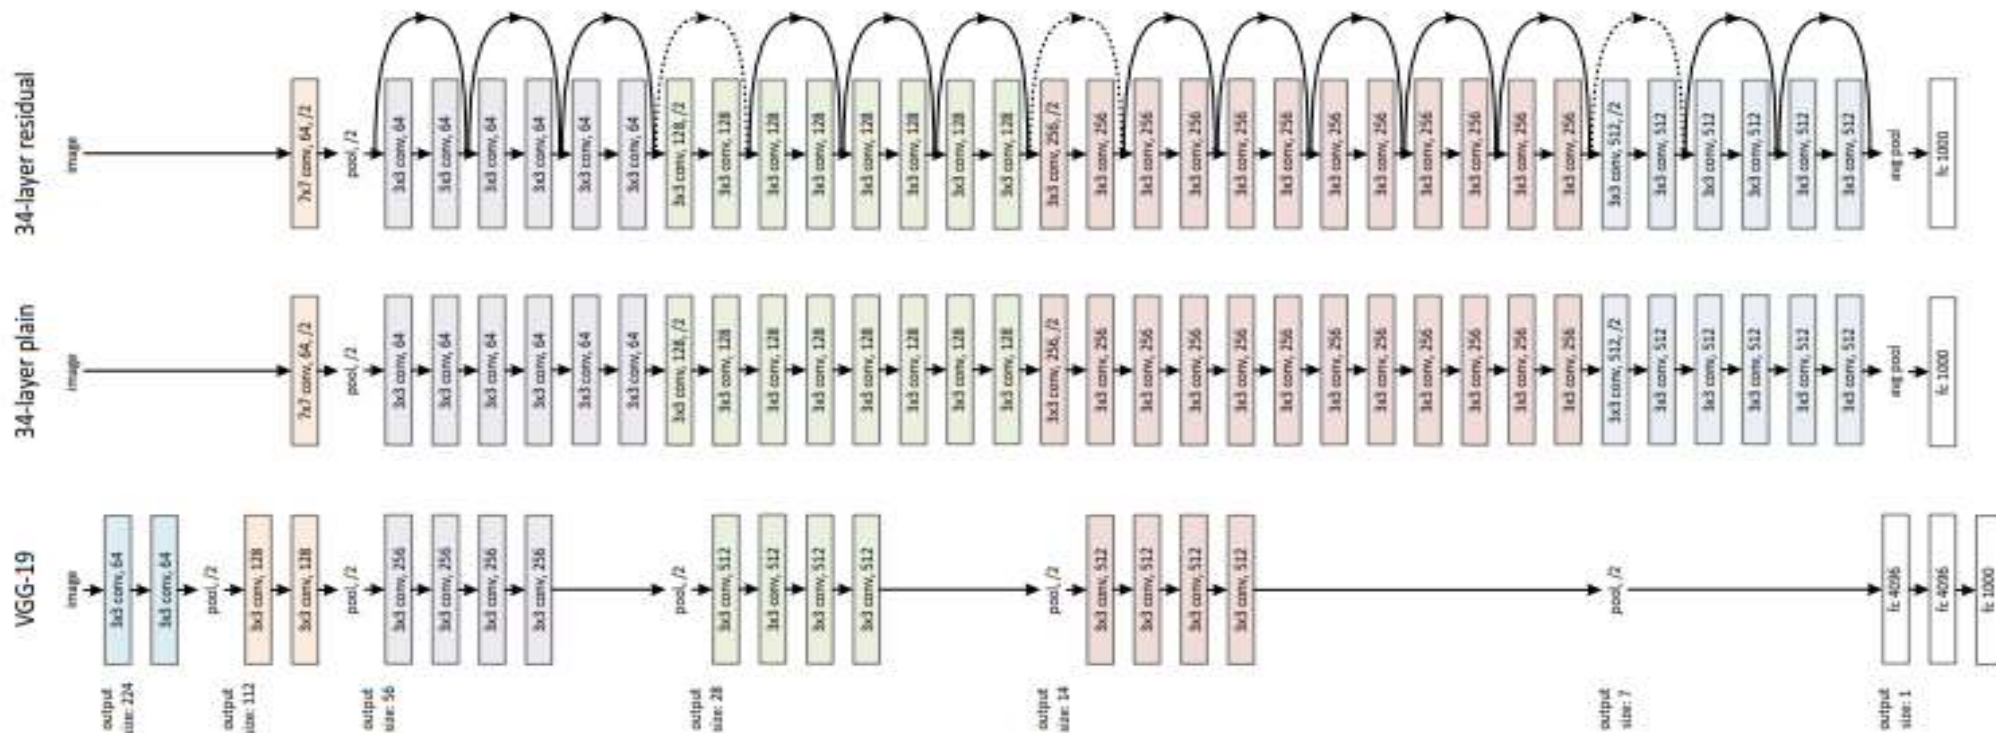 output
size: 224
output
size: 112
output
size: 56
output
size: 28
output
size: 14
output
size: 7
output
size: 1
VGG-19
image
3x3 conv, 64
3x3 conv, 64
pool, /2
3x3 conv, 128
3x3 conv, 128
pool, /2
3x3 conv, 256
3x3 conv, 256
3x3 conv, 256
3x3 conv, 256
pool, /2
3x3 conv, 512
3x3 conv, 512
3x3 conv, 512
3x3 conv, 512
pool, /2
3x3 conv, 512
3x3 conv, 512
3x3 conv, 512
3x3 conv, 512
pool, /2
fc 4096
fc 4096
fc 1000
34-layer plain
image
7x7 conv, 64, /2
pool, /2
3x3 conv, 64
3x3 conv, 64
3x3 conv, 64
3x3 conv, 64
3x3 conv, 64
3x3 conv, 64
3x3 conv, 128, /2
3x3 conv, 128
3x3 conv, 128
3x3 conv, 128
3x3 conv, 128
3x3 conv, 128
3x3 conv, 128
3x3 conv, 128
3x3 conv, 256, /2
3x3 conv, 256
3x3 conv, 256
3x3 conv, 256
3x3 conv, 256
3x3 conv, 256
3x3 conv, 256
3x3 conv, 256
3x3 conv, 256
3x3 conv, 256
3x3 conv, 256
3x3 conv, 256
3x3 conv, 512, /2
3x3 conv, 512
3x3 conv, 512
3x3 conv, 512
3x3 conv, 512
3x3 conv, 512
avg pool
fc 1000
34-layer residual
image
7x7 conv, 64, /2
pool, /2
3x3 conv, 64
3x3 conv, 64
3x3 conv, 64
3x3 conv, 64
3x3 conv, 64
3x3 conv, 64
3x3 conv, 128, /2
3x3 conv, 128
3x3 conv, 128
3x3 conv, 128
3x3 conv, 128
3x3 conv, 128
3x3 conv, 128
3x3 conv, 128
3x3 conv, 256, /2
3x3 conv, 256
3x3 conv, 256
3x3 conv, 256
3x3 conv, 256
3x3 conv, 256
3x3 conv, 256
3x3 conv, 256
3x3 conv, 256
3x3 conv, 256
3x3 conv, 256
3x3 conv, 256
3x3 conv, 512, /2
3x3 conv, 512
3x3 conv, 512
3x3 conv, 512
3x3 conv, 512
3x3 conv, 512
avg pool
fc 1000